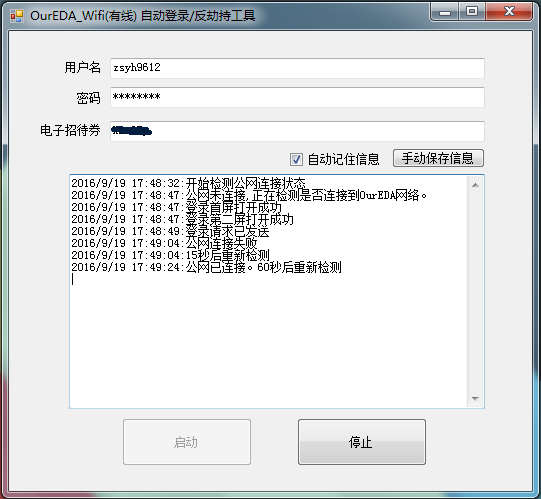 OurEDA_Wifi(有线) 自动登录/反劫持工具
用户名 zsyh9612
密码 ********
电子招待券
自动记住信息 手动保存信息
2016/9/19 17:48:32:开始检测公网连接状态
2016/9/19 17:48:47:公网未连接,正在检测是否连接到OurEDA网络。
2016/9/19 17:48:47:登录首屏打开成功
2016/9/19 17:48:47:登录第二屏打开成功
2016/9/19 17:48:49:登录请求已发送
2016/9/19 17:49:04:公网连接失败
2016/9/19 17:49:04:15秒后重新检测
2016/9/19 17:49:24:公网已连接。60秒后重新检测
启动 停止